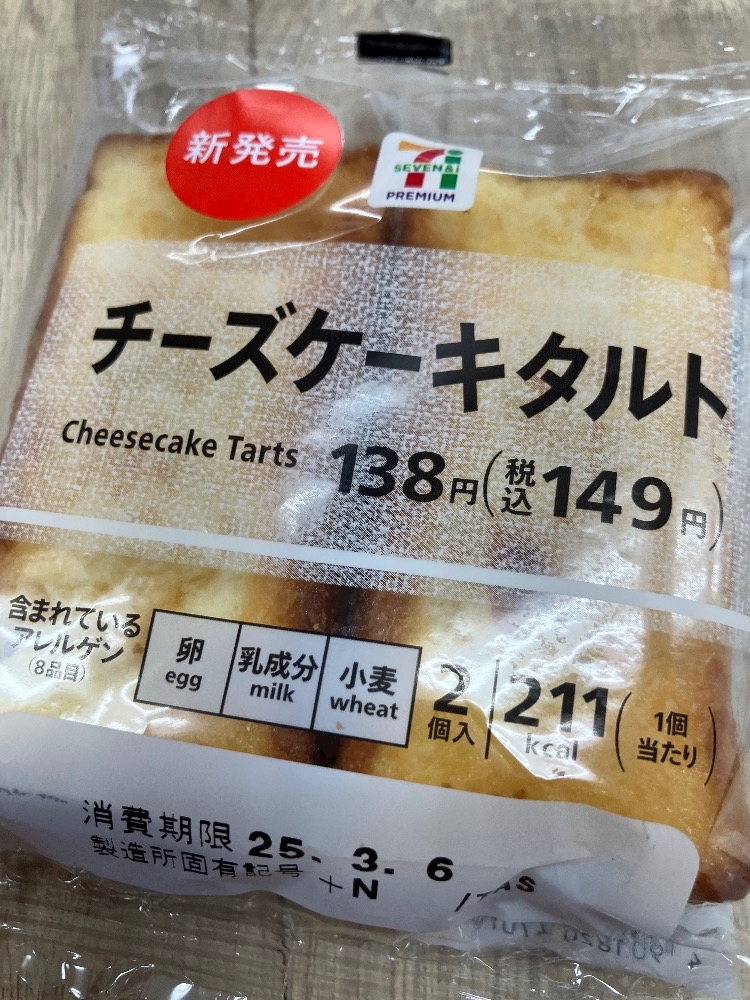 新発売
SEVEN&i
PREMIUM
チーズケーキタルト
Cheesecake Tarts
138円(税込149円)
含まれている
アレルゲン
(8品目)
卵
egg
乳成分
milk
小麦
wheat
2
個入
211
kcal
(1個
当たり)
消費期限 25. 3. 6
製造所固有記号 +N